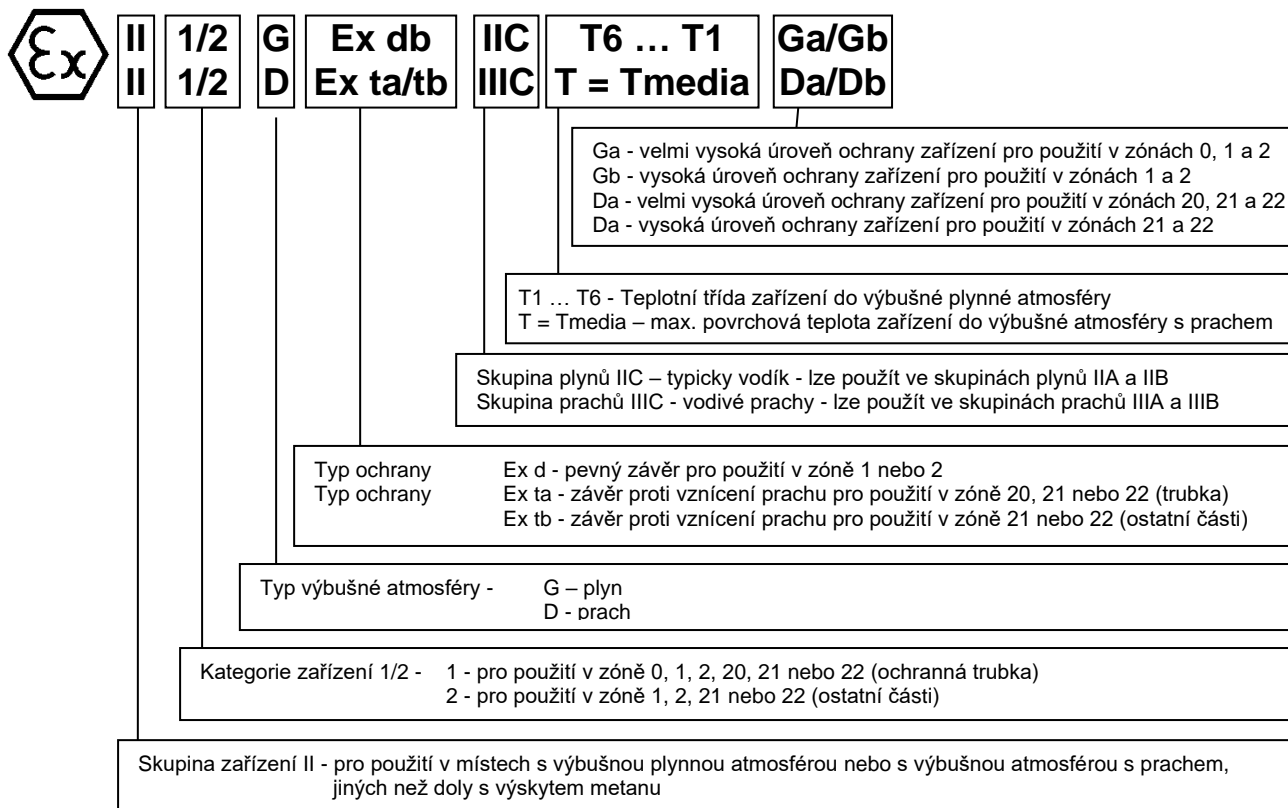 Ex II 1/2 G Ex db IIC T6 … T1 Ga/Gb
II 1/2 D Ex ta/tb IIIC T = Tmedia Da/Db
Ga - velmi vysoká úroveň ochrany zařízení pro použití v zónách 0, 1 a 2
Gb - vysoká úroveň ochrany zařízení pro použití v zónách 1 a 2
Da - velmi vysoká úroveň ochrany zařízení pro použití v zónách 20, 21 a 22
Da - vysoká úroveň ochrany zařízení pro použití v zónách 21 a 22
T1 … T6 - Teplotní třída zařízení do výbušné plynné atmosféry
T = Tmedia – max. povrchová teplota zařízení do výbušné atmosféry s prachem
Skupina plynů IIC – typicky vodík - lze použít ve skupinách plynů IIA a IIB
Skupina prachů IIIC - vodivé prachy - lze použít ve skupinách prachů IIIA a IIIB
Typ ochrany Ex d - pevný závěr pro použití v zóně 1 nebo 2
Typ ochrany Ex ta - závěr proti vznícení prachu pro použití v zóně 20, 21 nebo 22 (trubka)
Ex tb - závěr proti vznícení prachu pro použití v zóně 21 nebo 22 (ostatní části)
Typ výbušné atmosféry - G – plyn
D - prach
Kategorie zařízení 1/2 - 1 - pro použití v zóně 0, 1, 2, 20, 21 nebo 22 (ochranná trubka)
2 - pro použití v zóně 1, 2, 21 nebo 22 (ostatní části)
Skupina zařízení II - pro použití v místech s výbušnou plynnou atmosférou nebo s výbušnou atmosférou s prachem,
jiných než doly s výskytem metanu